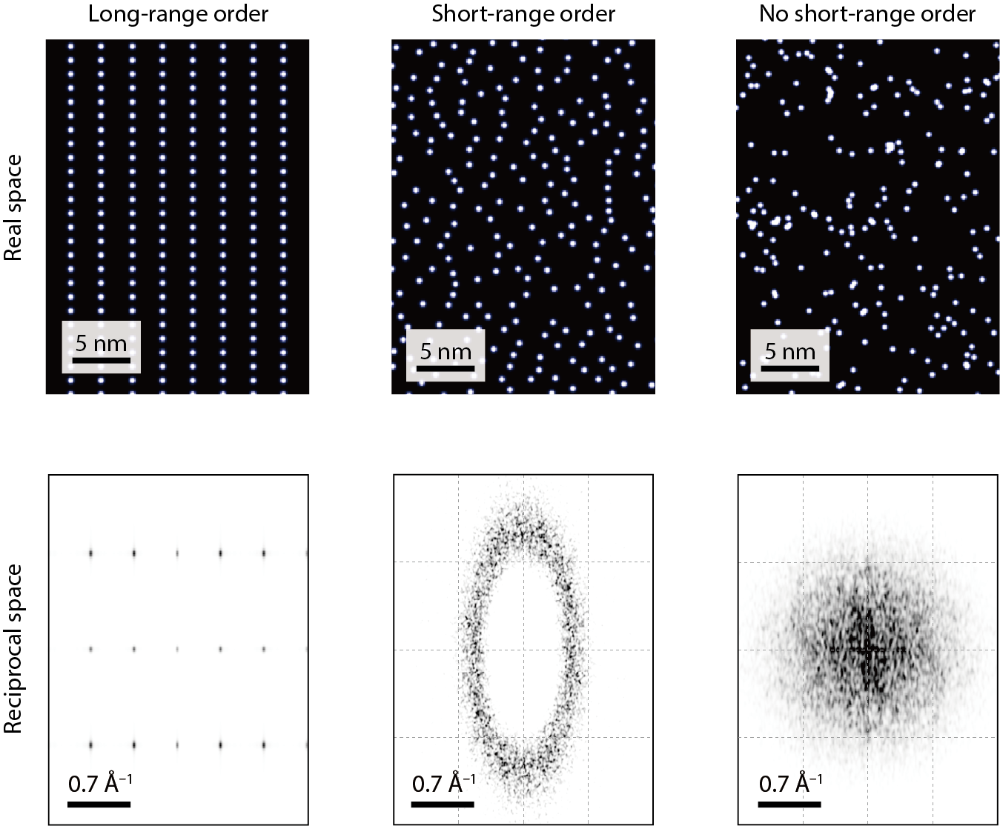 Long-range order
Short-range order
No short-range order
Real space
5 nm
5 nm
5 nm
Reciprocal space
0.7 Å⁻¹
0.7 Å⁻¹
0.7 Å⁻¹